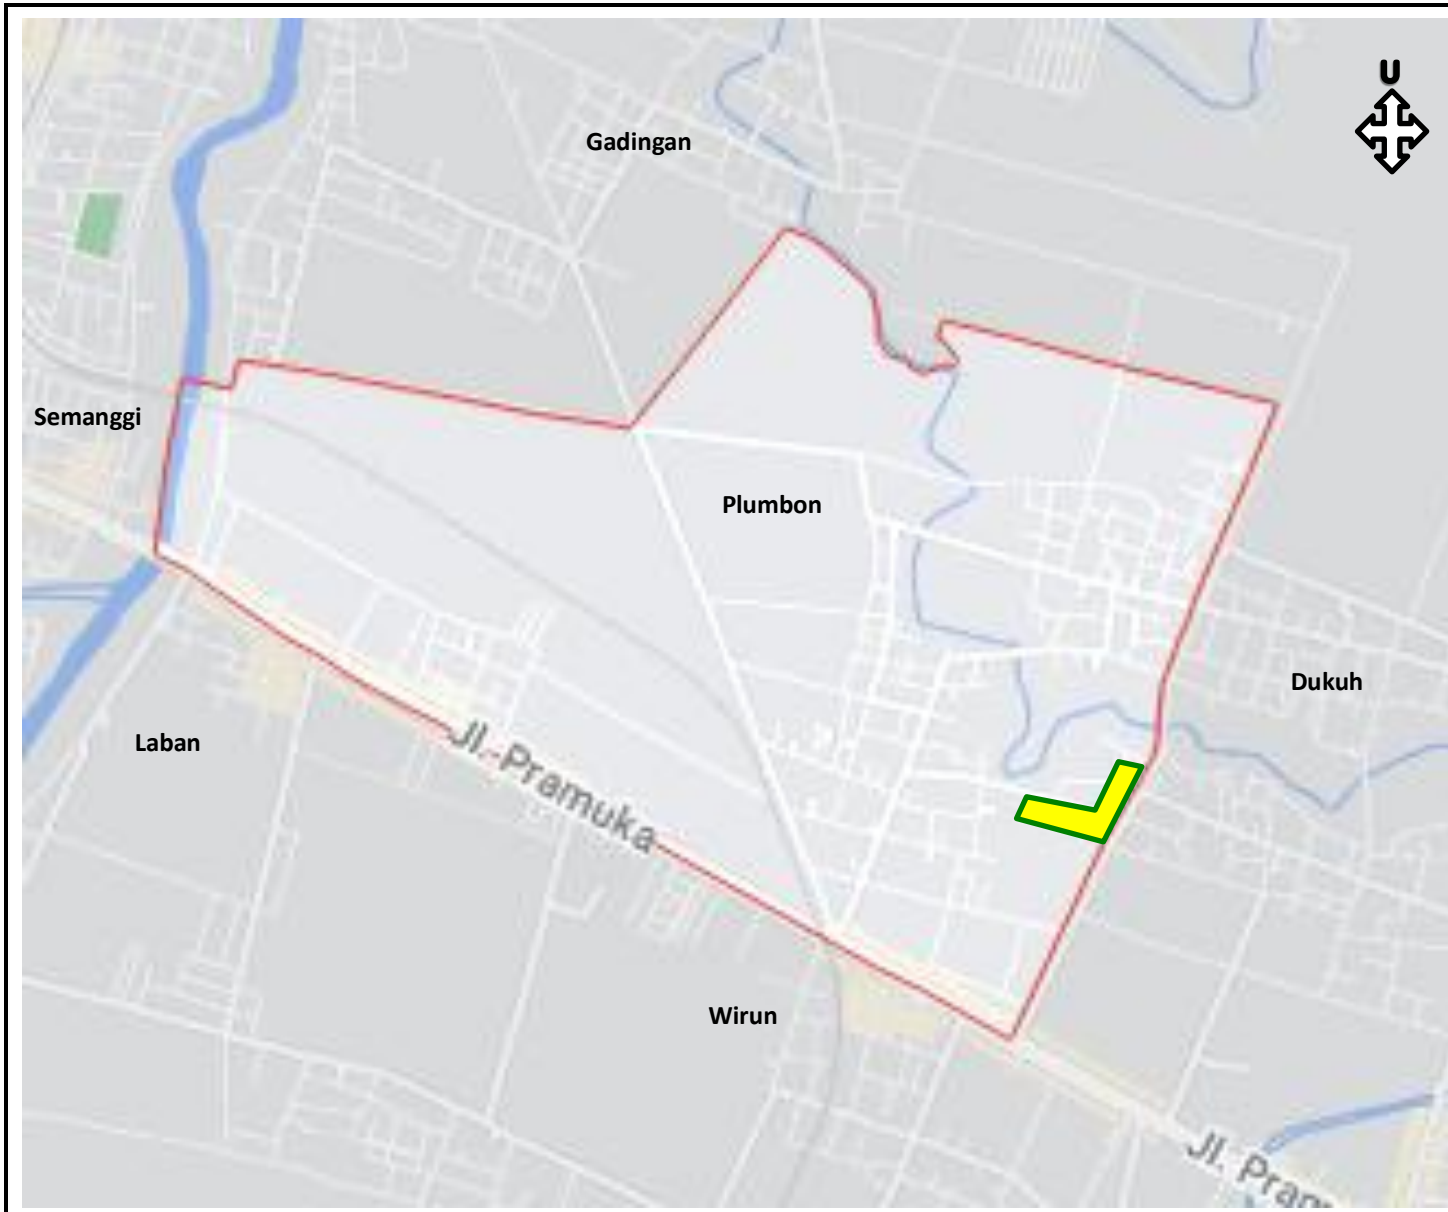 U
Gadingan
Semanggi
Plumbon
Dukuh
Laban
Jl. Pramuka
Wirun
Jl. Pram